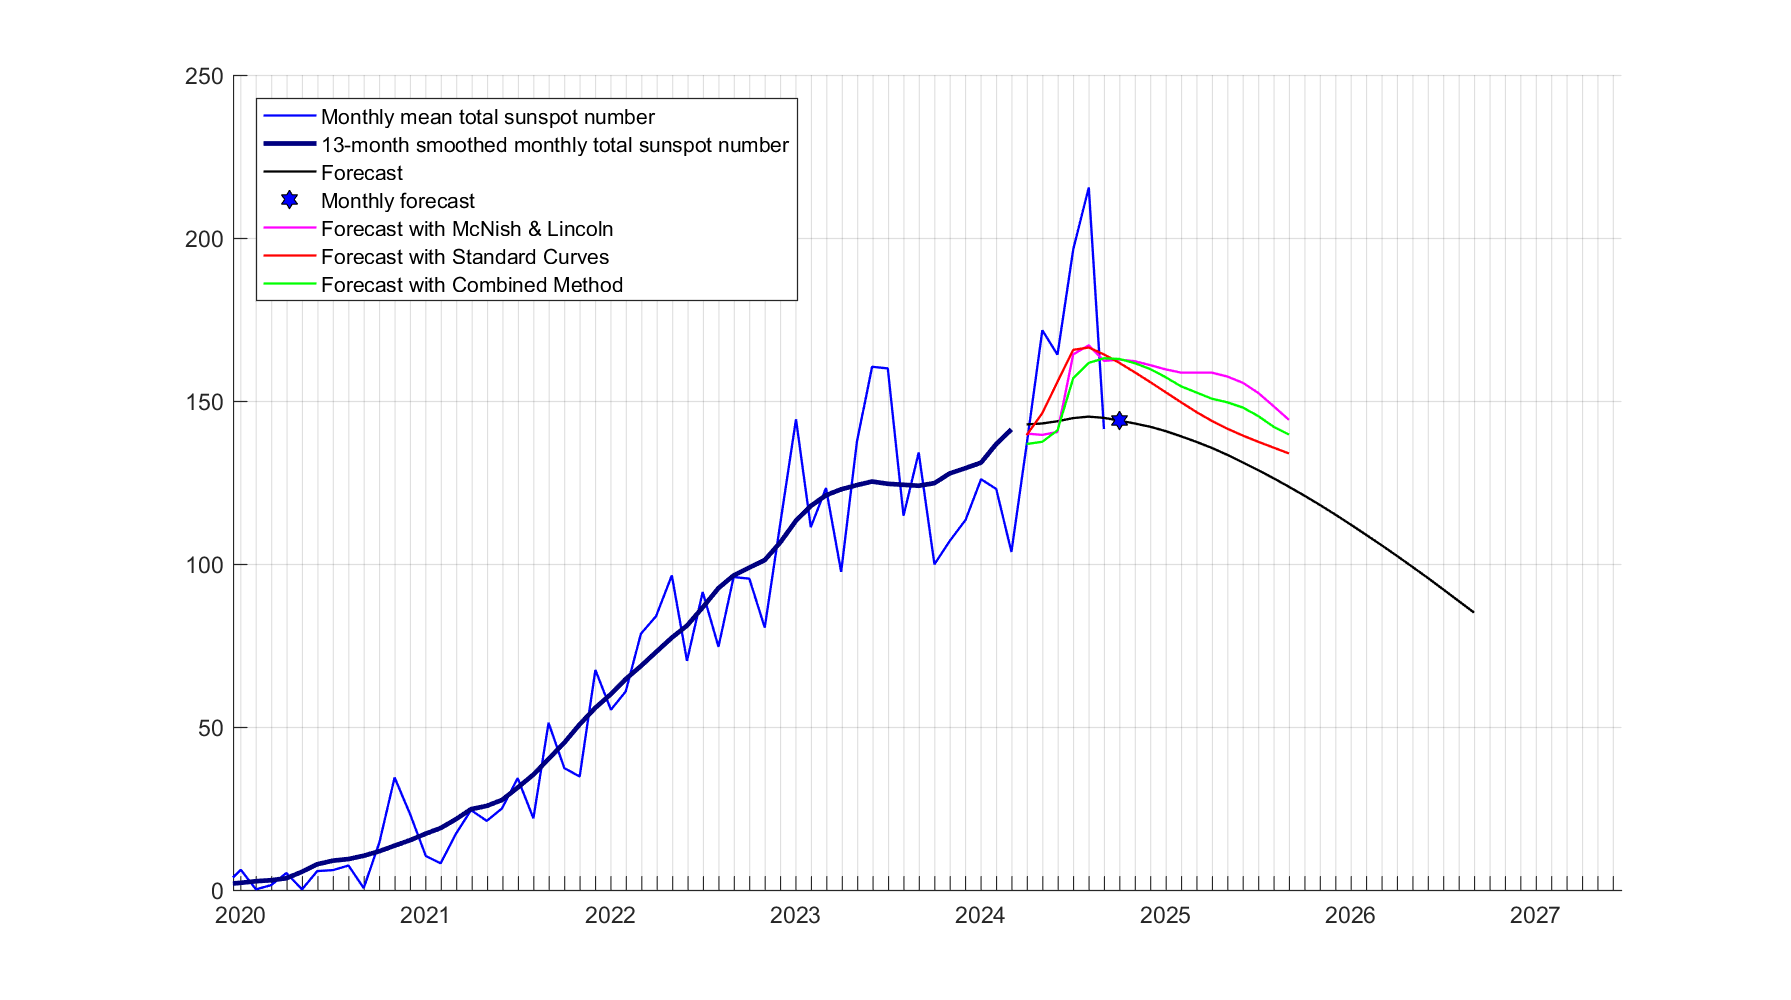 250
200
150
100
50
0
Monthly mean total sunspot number
13-month smoothed monthly total sunspot number
Forecast
Monthly forecast
Forecast with McNish & Lincoln
Forecast with Standard Curves
Forecast with Combined Method
2020 2021 2022 2023 2024 2025 2026 2027